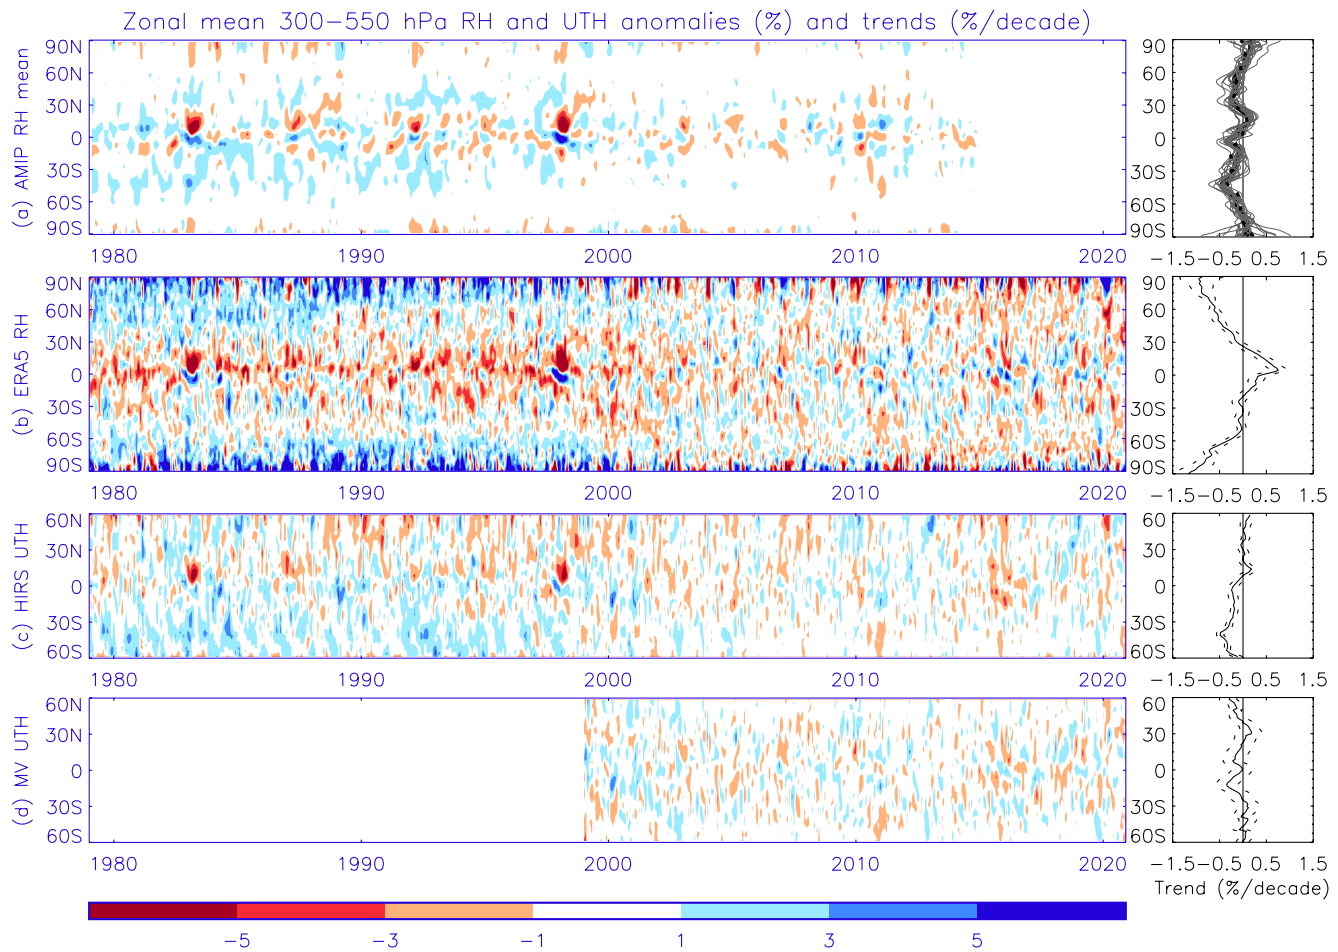 Zonal mean 300−550 hPa RH and UTH anomalies (%) and trends (%/decade)
(a) AMIP RH mean
90N
60N
30N
0
30S
60S
90S
1980 1990 2000 2010 2020
90
60
30
0
30S
60S
90S
−1.5 −0.5 0.5 1.5
(b) ERA5 RH
90N
60N
30N
0
30S
60S
90S
1980 1990 2000 2010 2020
90
60
30
0
30S
60S
90S
−1.5 −0.5 0.5 1.5
(c) HIRS UTH
60N
30N
0
30S
60S
1980 1990 2000 2010 2020
60
30
0
30S
60S
−1.5 −0.5 0.5 1.5
(d) MV UTH
60N
30N
0
30S
60S
1980 1990 2000 2010 2020
60
30
0
30S
60S
−1.5 −0.5 0.5 1.5
Trend (%/decade)
−5 −3 −1 1 3 5